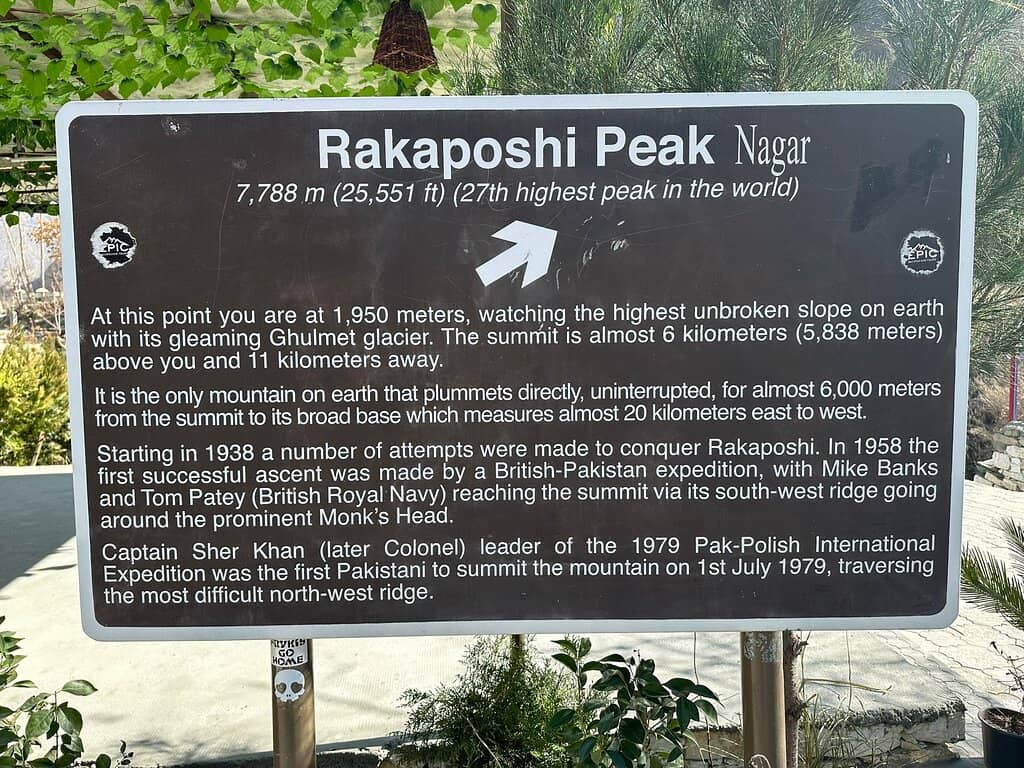 Rakaposhi Peak Nagar
7,788 m (25,551 ft) (27th highest peak in the world)
EPIC
EPIC
At this point you are at 1,950 meters, watching the highest unbroken slope on earth
with its gleaming Ghulmet glacier. The summit is almost 6 kilometers (5,838 meters)
above you and 11 kilometers away.
It is the only mountain on earth that plummets directly, uninterrupted, for almost 6,000 meters
from the summit to its broad base which measures almost 20 kilometers east to west.
Starting in 1938 a number of attempts were made to conquer Rakaposhi. In 1958 the
first successful ascent was made by a British-Pakistan expedition, with Mike Banks
and Tom Patey (British Royal Navy) reaching the summit via its south-west ridge going
around the prominent Monk's Head.
Captain Sher Khan (later Colonel) leader of the 1979 Pak-Polish International
Expedition was the first Pakistani to summit the mountain on 1st July 1979, traversing
the most difficult north-west ridge.
GO
HOME